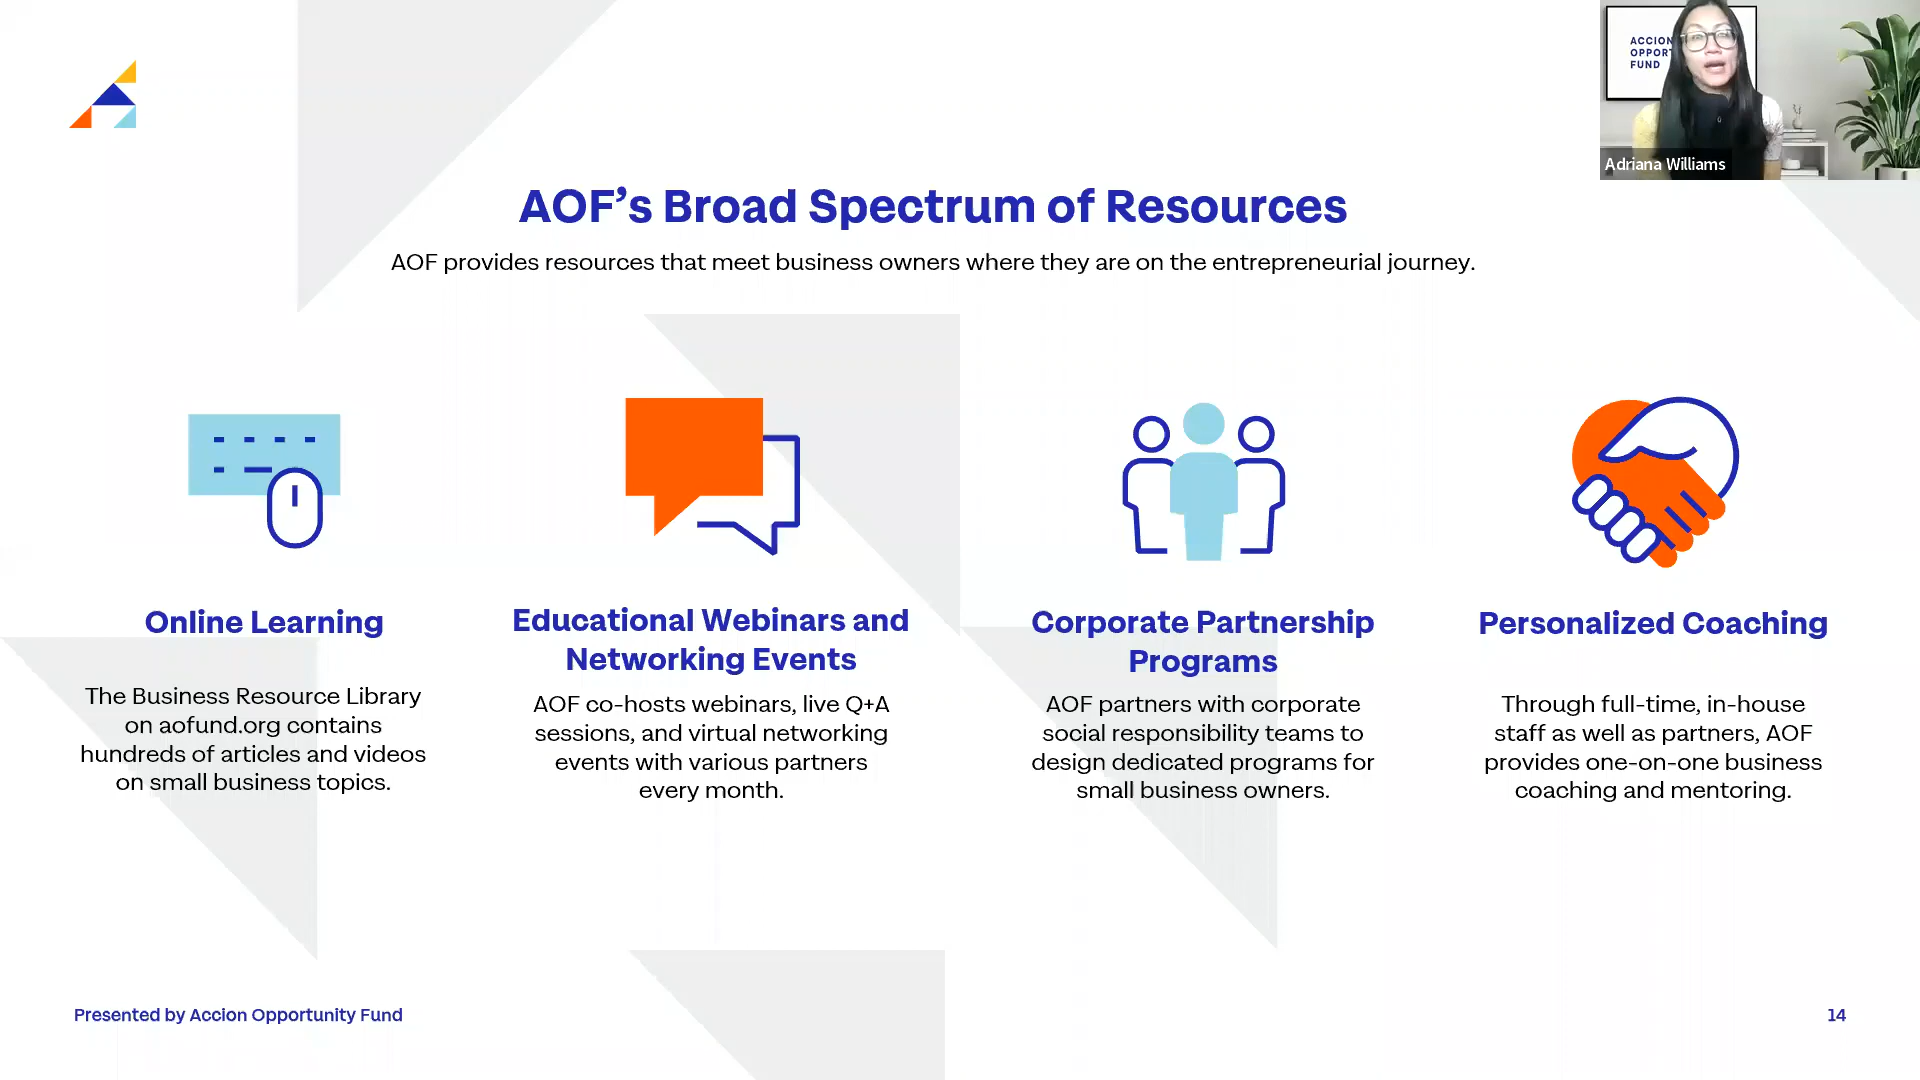 ACCION
OPPORT
FUND
Adriana Williams
AOF’s Broad Spectrum of Resources
AOF provides resources that meet business owners where they are on the entrepreneurial journey.
Online Learning
The Business Resource Library
on aofund.org contains
hundreds of articles and videos
on small business topics.
Educational Webinars and
Networking Events
AOF co-hosts webinars, live Q+A
sessions, and virtual networking
events with various partners
every month.
Corporate Partnership
Programs
AOF partners with corporate
social responsibility teams to
design dedicated programs for
small business owners.
Personalized Coaching
Through full-time, in-house
staff as well as partners, AOF
provides one-on-one business
coaching and mentoring.
Presented by Accion Opportunity Fund
14